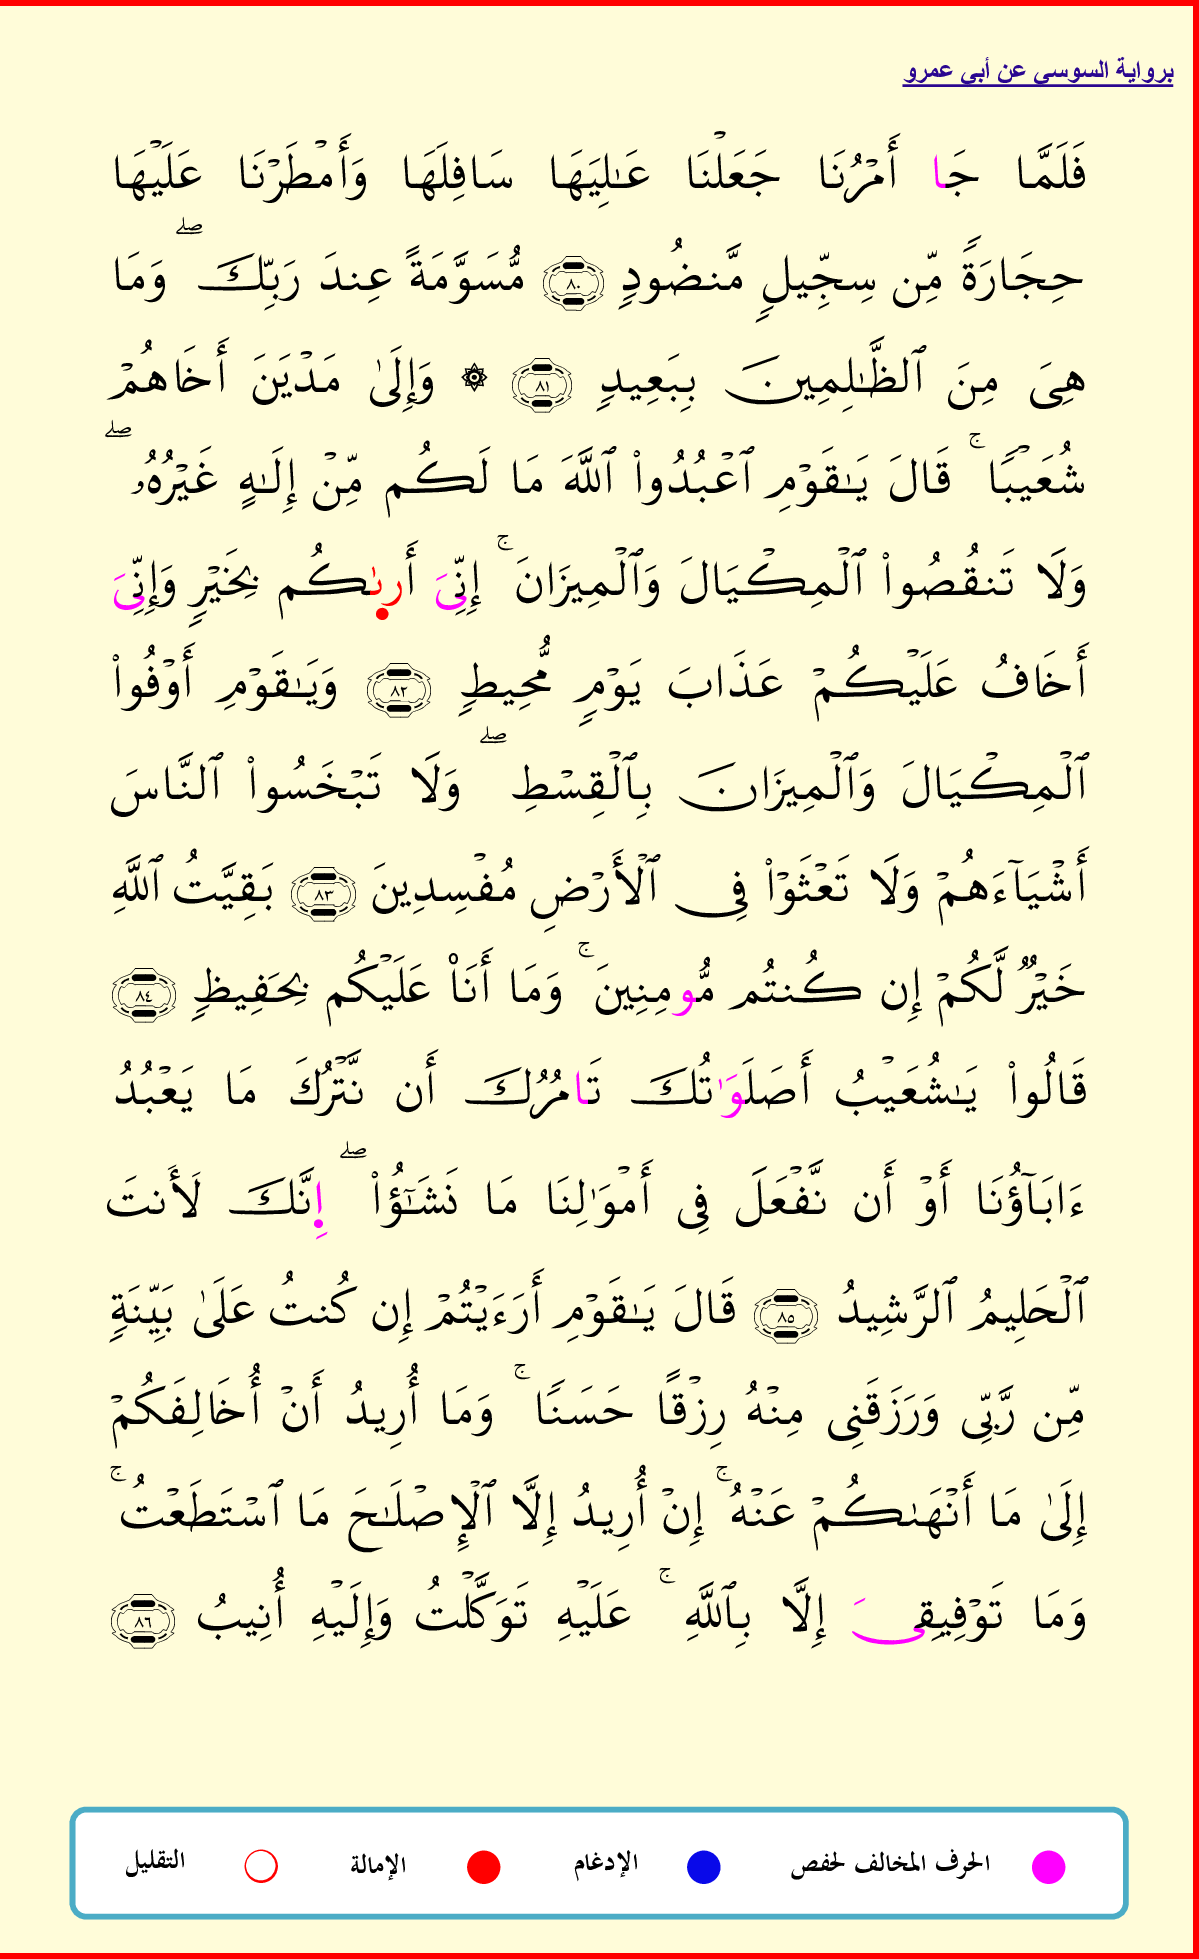 برواية السوسي عن أبي عمرو
فَلَمَّا جَا أَمْرُنَا جَعَلْنَا عَٰلِيَهَا سَافِلَهَا وَأَمْطَرْنَا عَلَيْهَا
حِجَارَةً مِّن سِجِّيلٍ مَّنضُودٍ ٨٠ مُّسَوَّمَةً عِندَ رَبِّكَ ۖ وَمَا
هِيَ مِنَ ٱلظَّٰلِمِينَ بِبَعِيدٍ ٨١ ۞ وَإِلَىٰ مَدْيَنَ أَخَاهُمْ
شُعَيْبًا ۚ قَالَ يَٰقَوْمِ ٱعْبُدُوا۟ ٱللَّهَ مَا لَكُم مِّنْ إِلَٰهٍ غَيْرُهُۥ ۖ
وَلَا تَنقُصُوا۟ ٱلْمِكْيَالَ وَٱلْمِيزَانَ ۚ إِنِّيَ أَرىٰكُم بِخَيْرٍ وَإِنِّيَ
أَخَافُ عَلَيْكُمْ عَذَابَ يَوْمٍ مُّحِيطٍ ٨٢ وَيَٰقَوْمِ أَوْفُوا۟
ٱلْمِكْيَالَ وَٱلْمِيزَانَ بِٱلْقِسْطِ ۖ وَلَا تَبْخَسُوا۟ ٱلنَّاسَ
أَشْيَآءَهُمْ وَلَا تَعْثَوْا۟ فِى ٱلْأَرْضِ مُفْسِدِينَ ٨٣ بَقِيَّتُ ٱللَّهِ
خَيْرٌ لَّكُمْ إِن كُنتُم مُّومِنِينَ ۚ وَمَا أَنَا۠ عَلَيْكُم بِحَفِيظٍ ٨٤
قَالُوا۟ يَٰشُعَيْبُ أَصَلَوَٰتُكَ تَامُرُكَ أَن نَّتْرُكَ مَا يَعْبُدُ
ءَابَآؤُنَا أَوْ أَن نَّفْعَلَ فِى أَمْوَٰلِنَا مَا نَشَٰٓؤُا۟ ۖ اِنَّكَ لَأَنتَ
ٱلْحَلِيمُ ٱلرَّشِيدُ ٨٥ قَالَ يَٰقَوْمِ أَرَءَيْتُمْ إِن كُنتُ عَلَىٰ بَيِّنَةٍ
مِّن رَّبِّى وَرَزَقَنِى مِنْهُ رِزْقًا حَسَنًا ۚ وَمَا أُرِيدُ أَنْ أُخَالِفَكُمْ
إِلَىٰ مَا أَنْهَىٰكُمْ عَنْهُ ۚ إِنْ أُرِيدُ إِلَّا ٱلْإِصْلَٰحَ مَا ٱسْتَطَعْتُ ۚ
وَمَا تَوْفِيقِىَ إِلَّا بِٱللَّهِ ۚ عَلَيْهِ تَوَكَّلْتُ وَإِلَيْهِ أُنِيبُ ٨٦
الحرف المخالف لحفص الإدغام الإمالة التقليل